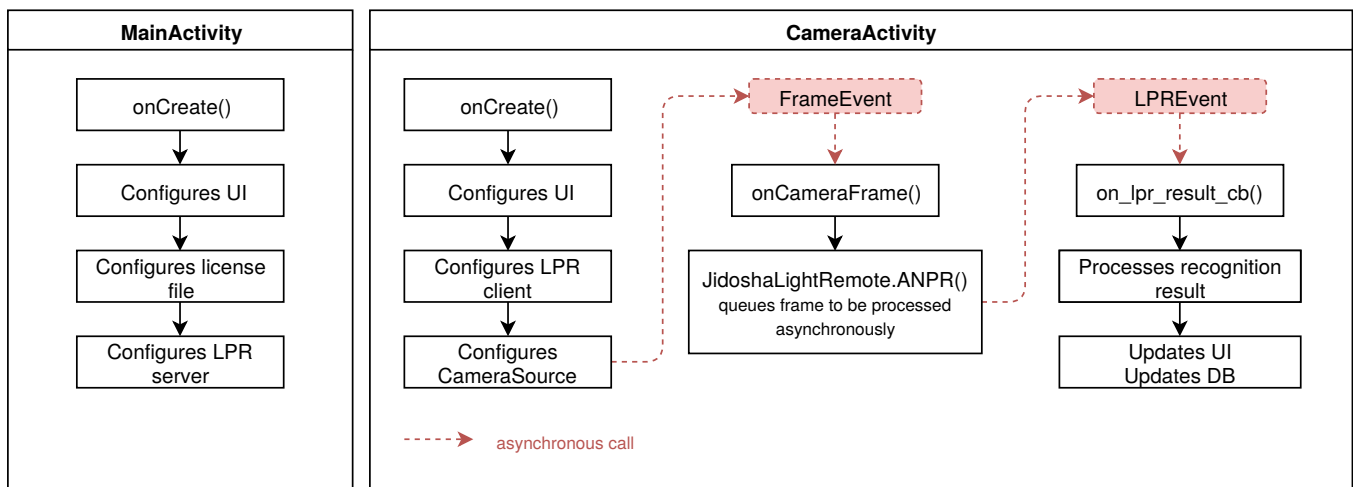 MainActivity
onCreate()
Configures UI
Configures license
file
Configures LPR
server
CameraActivity
onCreate()
Configures UI
Configures LPR
client
Configures
CameraSource
FrameEvent
onCameraFrame()
JidoshaLightRemote.ANPR()
queues frame to be processed
asynchronously
LPREvent
on_lpr_result_cb()
Processes recognition
result
Updates UI
Updates DB
asynchronous call